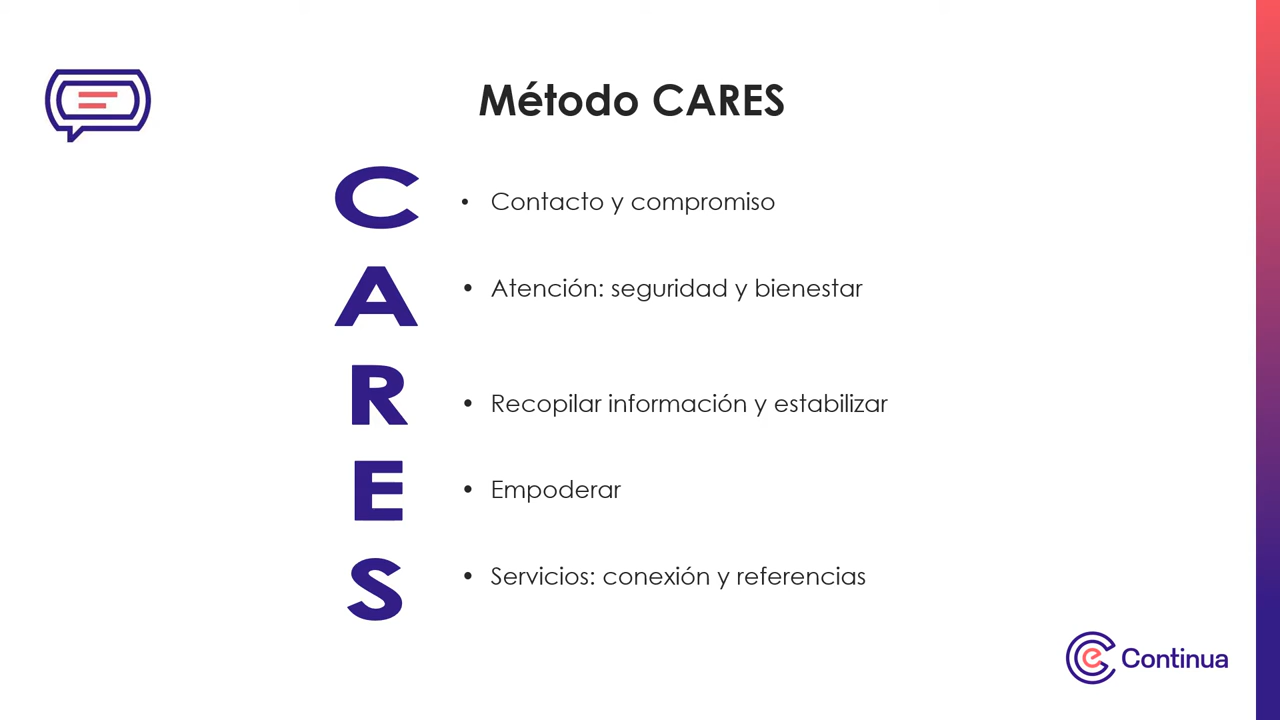 Método CARES
C
• Contacto y compromiso
A
• Atención: seguridad y bienestar
R
• Recopilar información y estabilizar
E
• Empoderar
S
• Servicios: conexión y referencias
e Continua